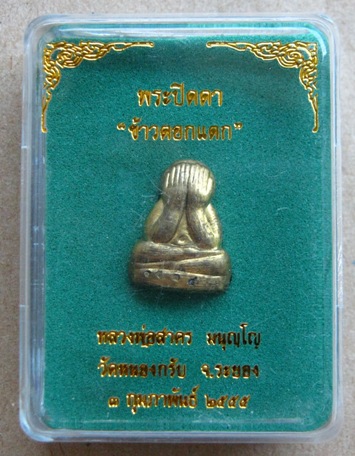 พระปิดตา
"ข้าวตอกแตก"
หลวงพ่อสาคร มนุญโญ
วัดหนองกรับ จ.ระยอง
๓ กุมภาพันธ์ ๒๕๕๕